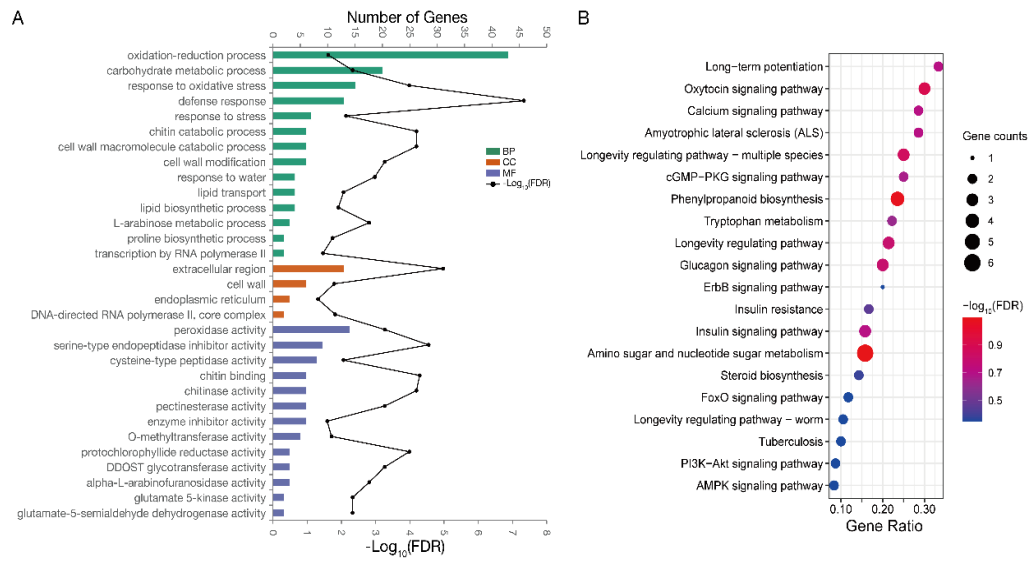 A
Number of Genes
0 5 10 15 20 25 30 35 40 45 50
oxidation-reduction process
carbohydrate metabolic process
response to oxidative stress
defense response
response to stress
chitin catabolic process
cell wall macromolecule catabolic process
cell wall modification
response to water
lipid transport
lipid biosynthetic process
L-arabinose metabolic process
proline biosynthetic process
transcription by RNA polymerase II
extracellular region
cell wall
endoplasmic reticulum
DNA-directed RNA polymerase II, core complex
peroxidase activity
serine-type endopeptidase inhibitor activity
cysteine-type peptidase activity
chitin binding
chitinase activity
pectinesterase activity
enzyme inhibitor activity
O-methyltransferase activity
protochlorophyllide reductase activity
DDOST glycotransferase activity
alpha-L-arabinofuranosidase activity
glutamate 5-kinase activity
glutamate-5-semialdehyde dehydrogenase activity
BP
CC
MF
-Log₁₀(FDR)
0 1 2 3 4 5 6 7 8
-Log₁₀(FDR)
B
Long−term potentiation
Oxytocin signaling pathway
Calcium signaling pathway
Amyotrophic lateral sclerosis (ALS)
Longevity regulating pathway − multiple species
cGMP−PKG signaling pathway
Phenylpropanoid biosynthesis
Tryptophan metabolism
Longevity regulating pathway
Glucagon signaling pathway
ErbB signaling pathway
Insulin resistance
Insulin signaling pathway
Amino sugar and nucleotide sugar metabolism
Steroid biosynthesis
FoxO signaling pathway
Longevity regulating pathway − worm
Tuberculosis
PI3K−Akt signaling pathway
AMPK signaling pathway
0.10 0.20 0.30
Gene Ratio
Gene counts
1
2
3
4
5
6
−log₁₀(FDR)
0.9
0.7
0.5